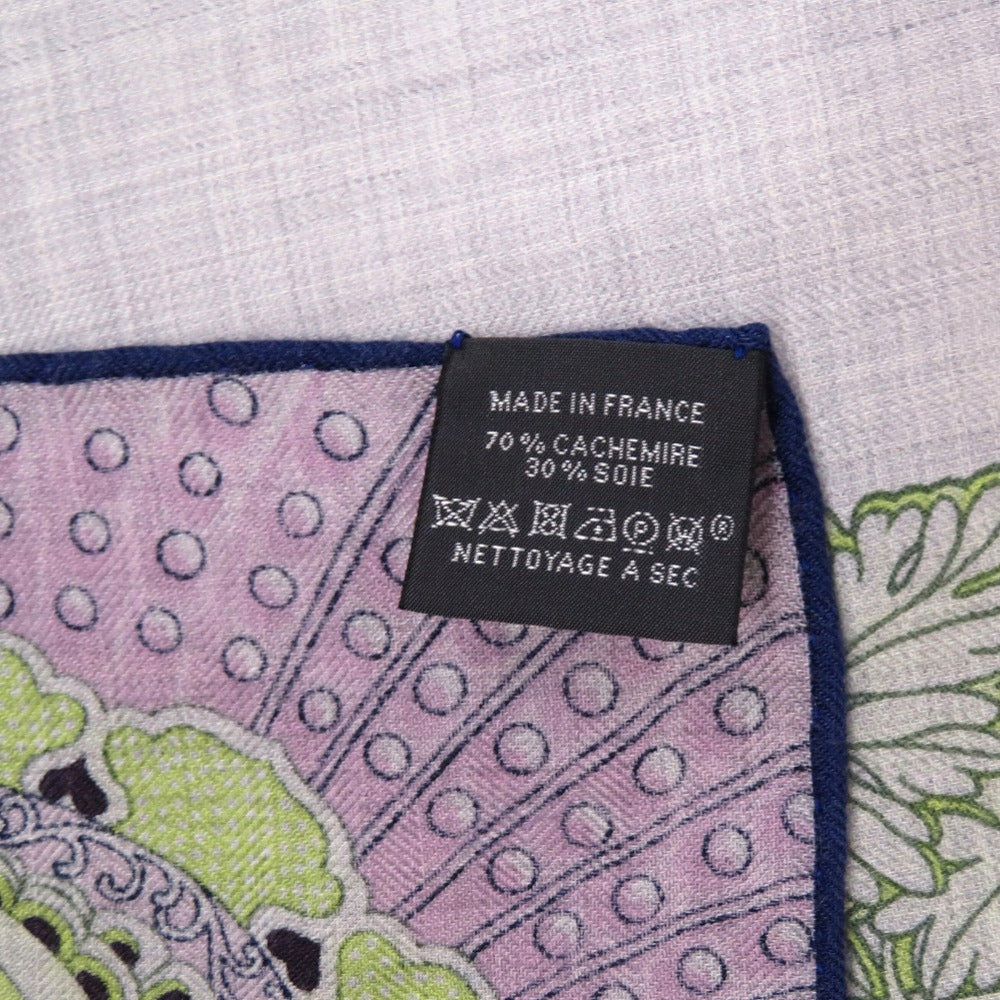 MADE IN FRANCE
70% CACHEMIRE
30% SOIE
P ®
NETTOYAGE A SEC